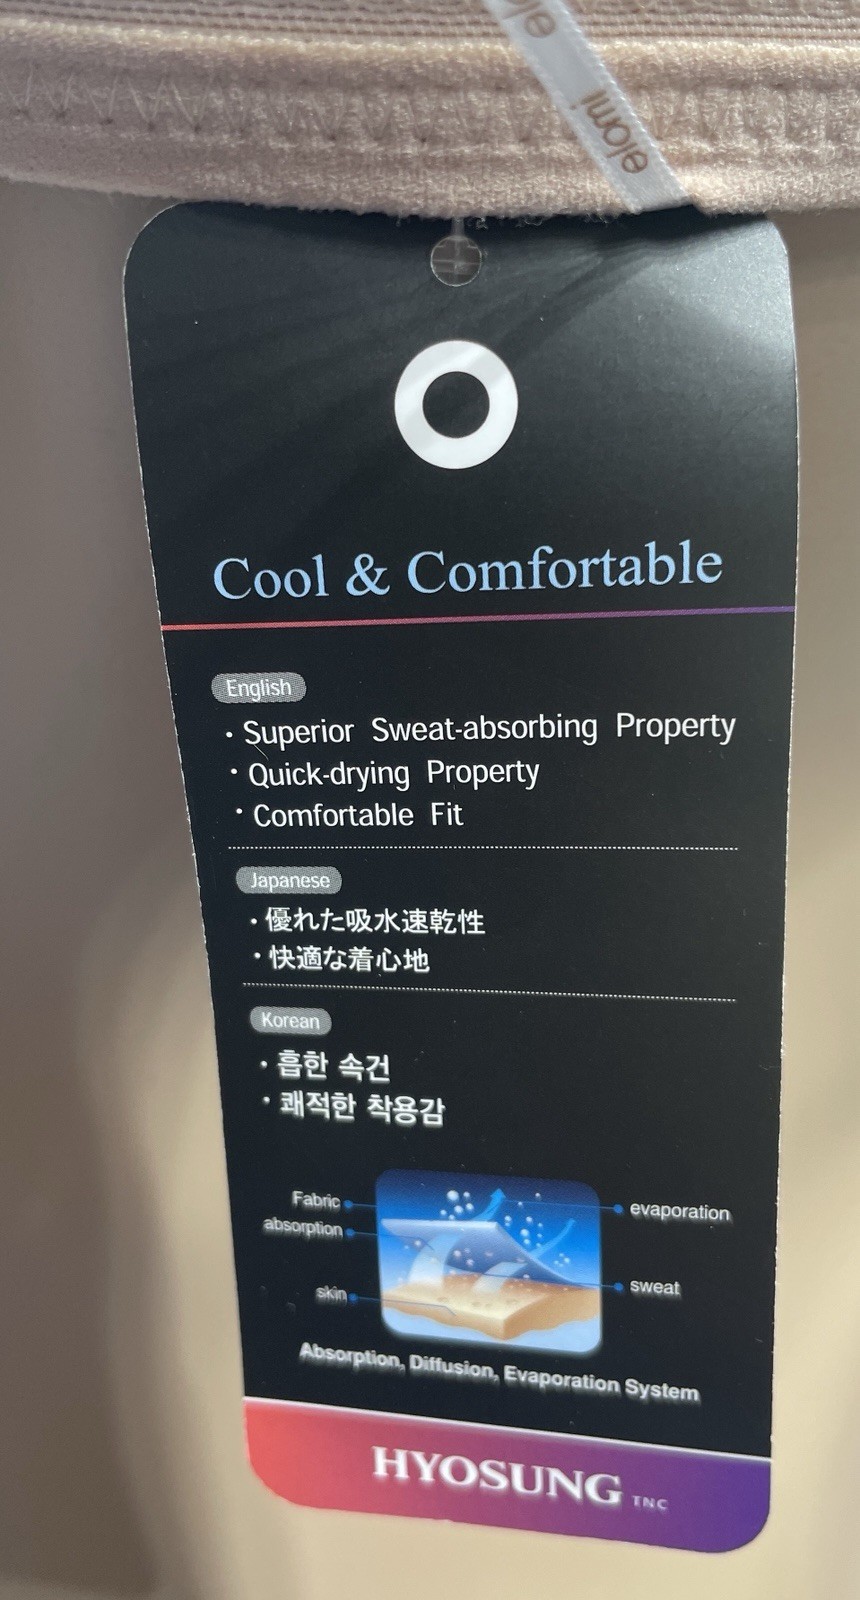 elo
elomi
Cool & Comfortable
English
· Superior Sweat-absorbing Property
· Quick-drying Property
· Comfortable Fit
Japanese
· 優れた吸水速乾性
· 快適な着心地
Korean
· 흡한 속건
· 쾌적한 착용감
Fabric
absorption
skin
evaporation
sweat
Absorption, Diffusion, Evaporation System
HYOSUNG TNC